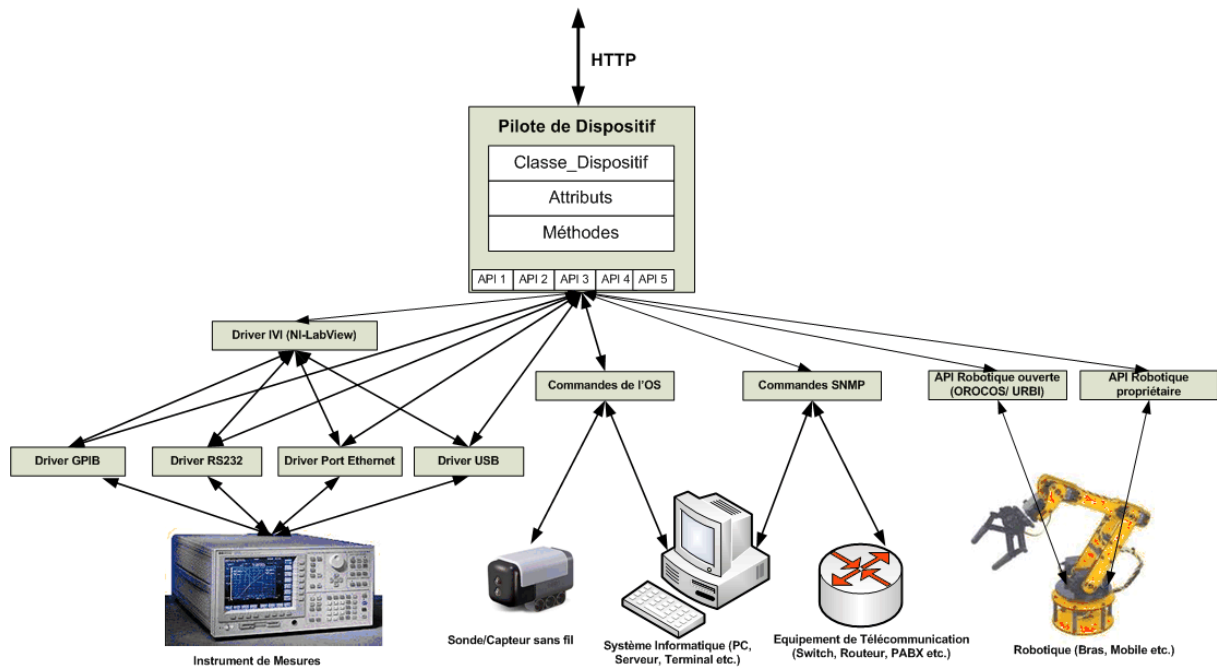 HTTP
Pilote de Dispositif
Classe_Dispositif
Attributs
Méthodes
API 1 API 2 API 3 API 4 API 5
Driver IVI (NI-LabView)
Commandes de l'OS
Commandes SNMP
API Robotique ouverte
(OROCOS/ URBI)
API Robotique
propriétaire
Driver GPIB
Driver RS232
Driver Port Ethernet
Driver USB
Instrument de Mesures
Sonde/Capteur sans fil
Système Informatique (PC,
Serveur, Terminal etc.)
Equipement de Télécommunication
(Switch, Routeur, PABX etc.)
Robotique (Bras, Mobile etc.)